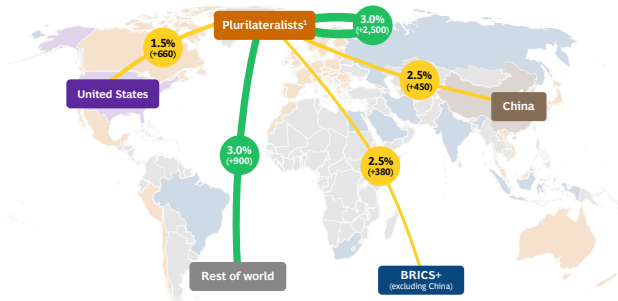 Plurilateralists¹
3.0%
(+2,500)
1.5%
(+660)
United States
2.5%
(+450)
China
3.0%
(+900)
2.5%
(+380)
Rest of world
BRICS+
(excluding China)